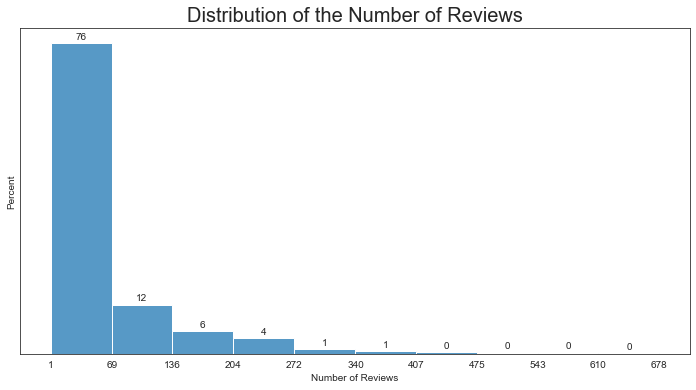 Distribution of the Number of Reviews
76
12
6
4
1
1
0
0
0
0
Percent
1 69 136 204 272 340 407 475 543 610 678
Number of Reviews